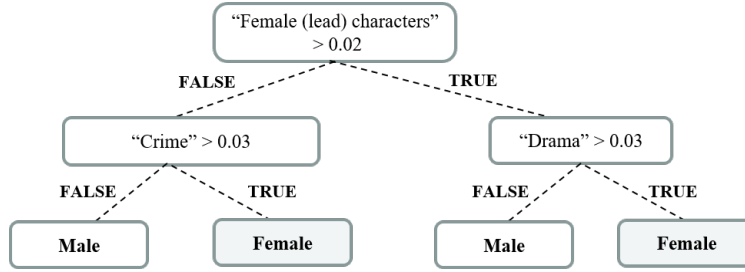 “Female (lead) characters”
> 0.02
FALSE
TRUE
“Crime” > 0.03
“Drama” > 0.03
FALSE
TRUE
FALSE
TRUE
Male
Female
Male
Female